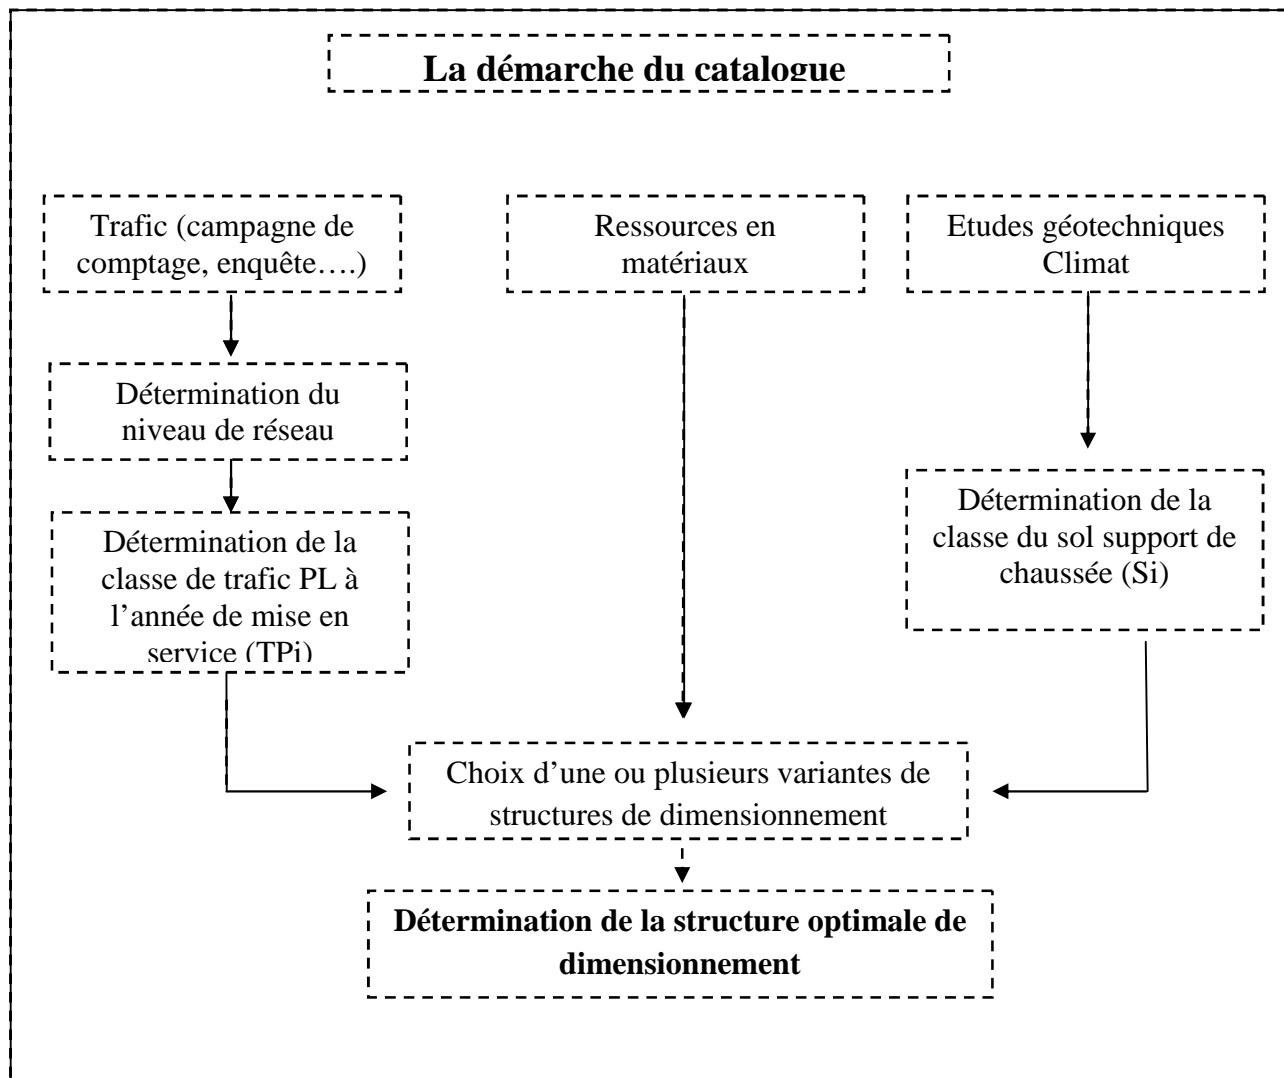 La démarche du catalogue
Trafic (campagne de
comptage, enquête….)
Ressources en
matériaux
Etudes géotechniques
Climat
Détermination du
niveau de réseau
Détermination de la
classe de trafic PL à
l’année de mise en
service (TPi)
Détermination de la
classe du sol support de
chaussée (Si)
Choix d’une ou plusieurs variantes de
structures de dimensionnement
Détermination de la structure optimale de
dimensionnement